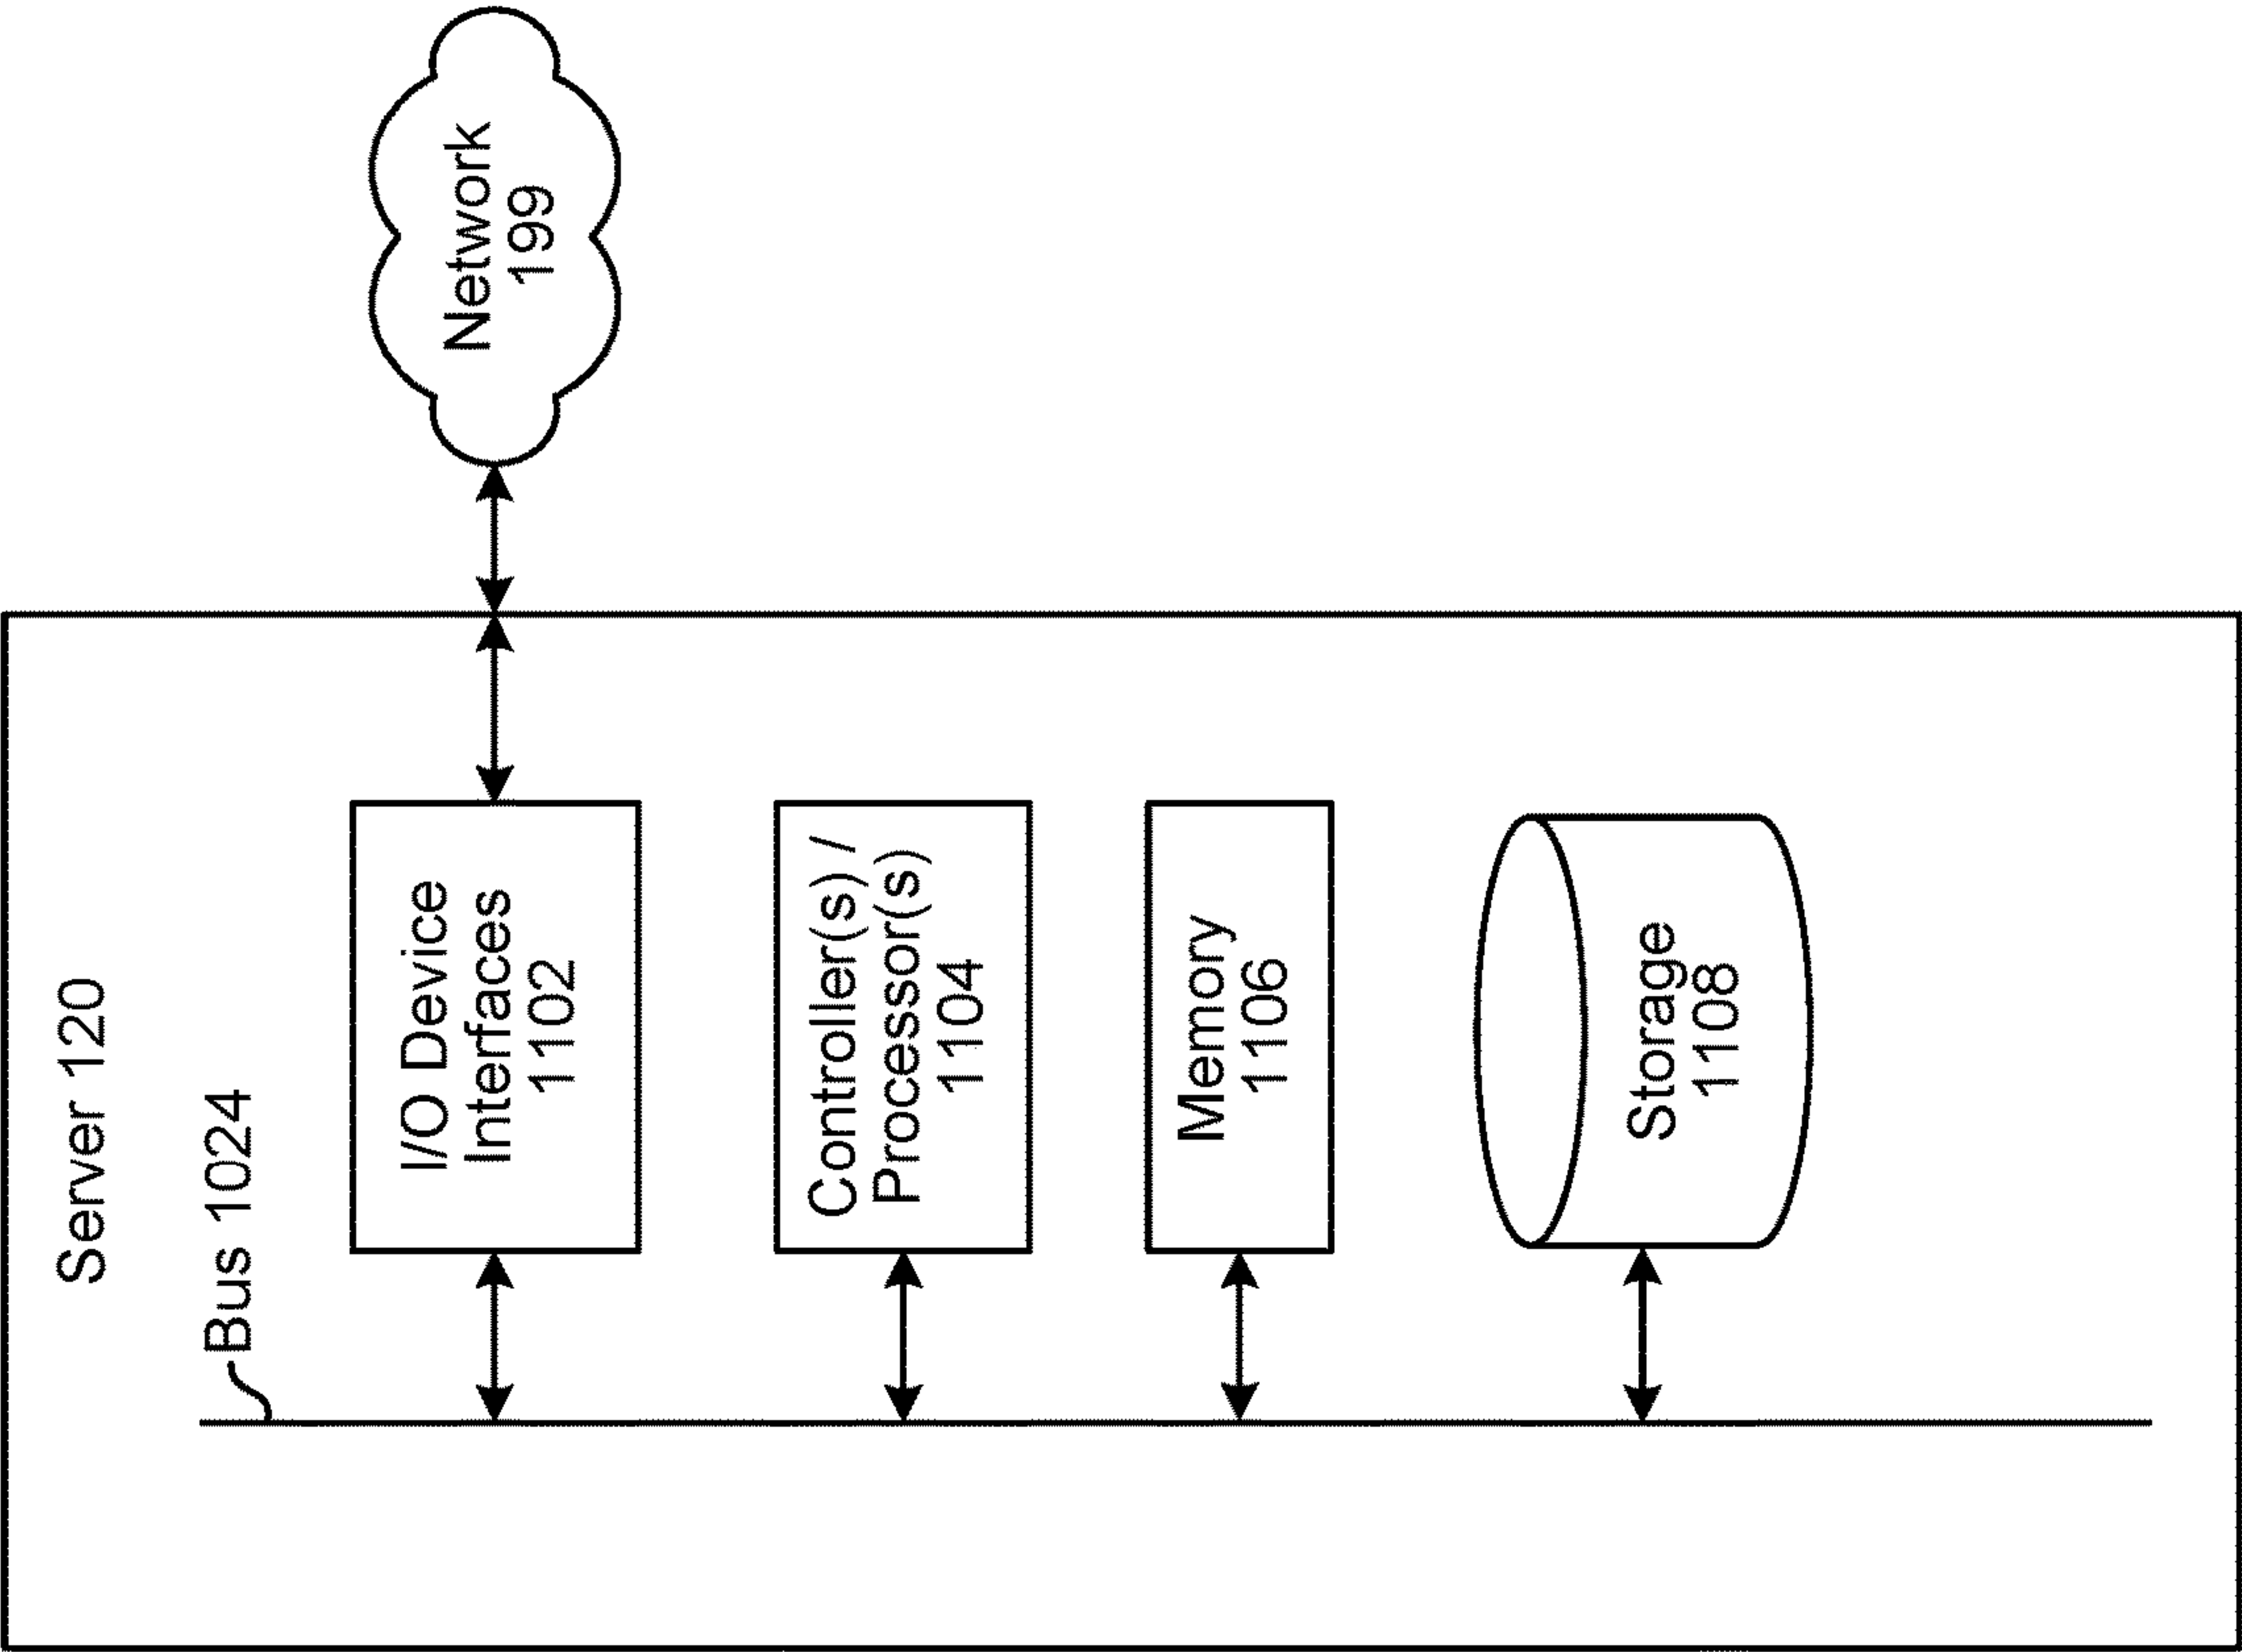 Server 120
Bus 1024
I/O Device
Interfaces
1102
Network
199
Controller(s) /
Processor(s)
1104
Memory
1106
Storage
1108